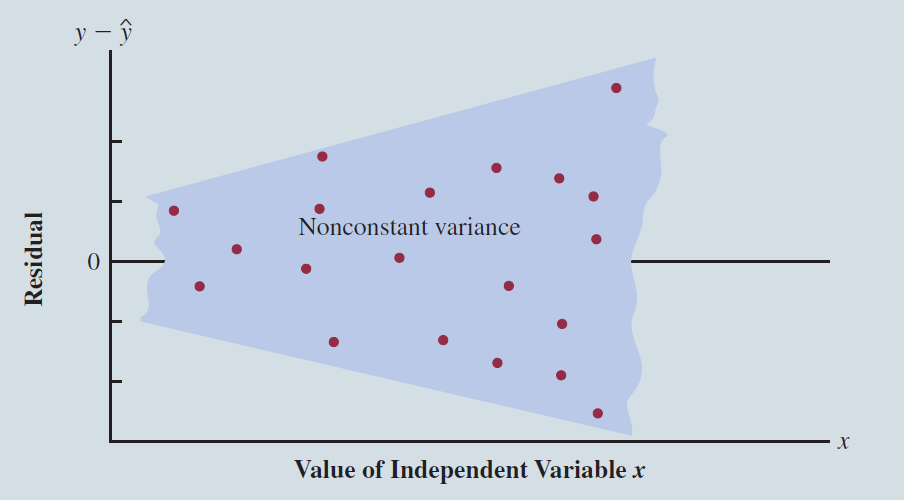 y − ŷ
Residual
0
Nonconstant variance
x
Value of Independent Variable x